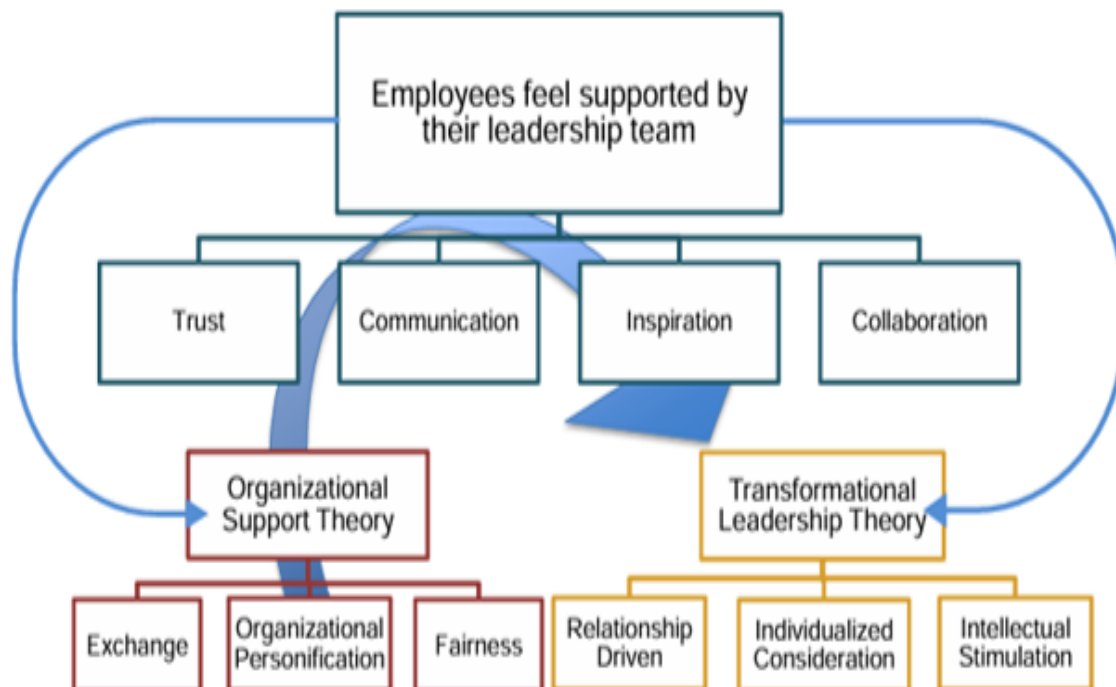 Employees feel supported by
their leadership team
Trust
Communication
Inspiration
Collaboration
Organizational
Support Theory
Transformational
Leadership Theory
Exchange
Organizational
Personification
Fairness
Relationship
Driven
Individualized
Consideration
Intellectual
Stimulation